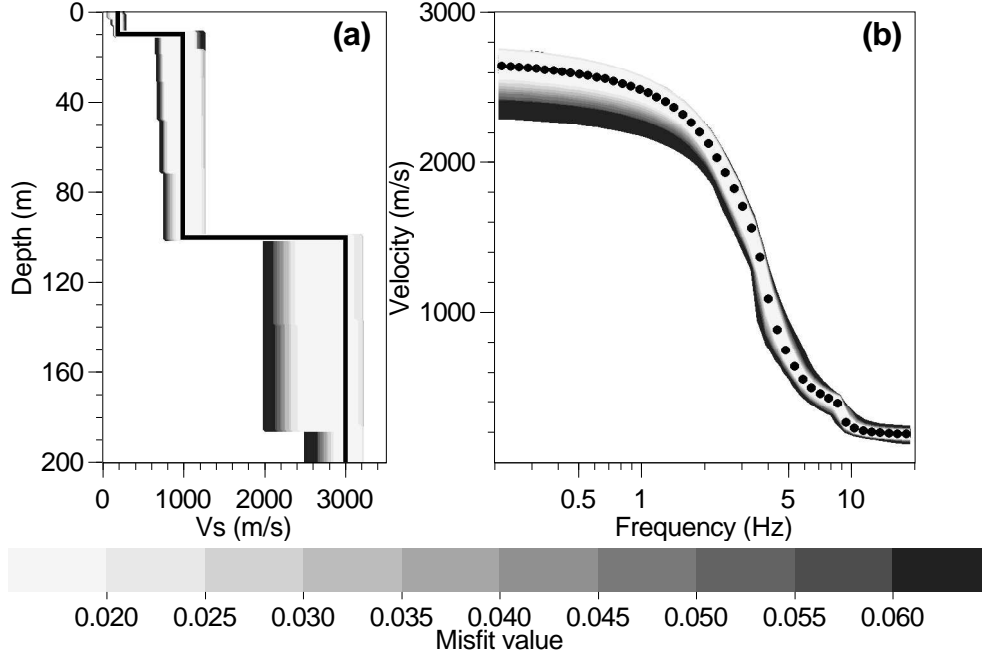 (a)
0
40
80
120
160
200
Depth (m)
0 1000 2000 3000
Vs (m/s)
(b)
3000
2000
1000
Velocity (m/s)
0.5 1 5 10
Frequency (Hz)
0.020 0.025 0.030 0.035 0.040 0.045 0.050 0.055 0.060
Misfit value